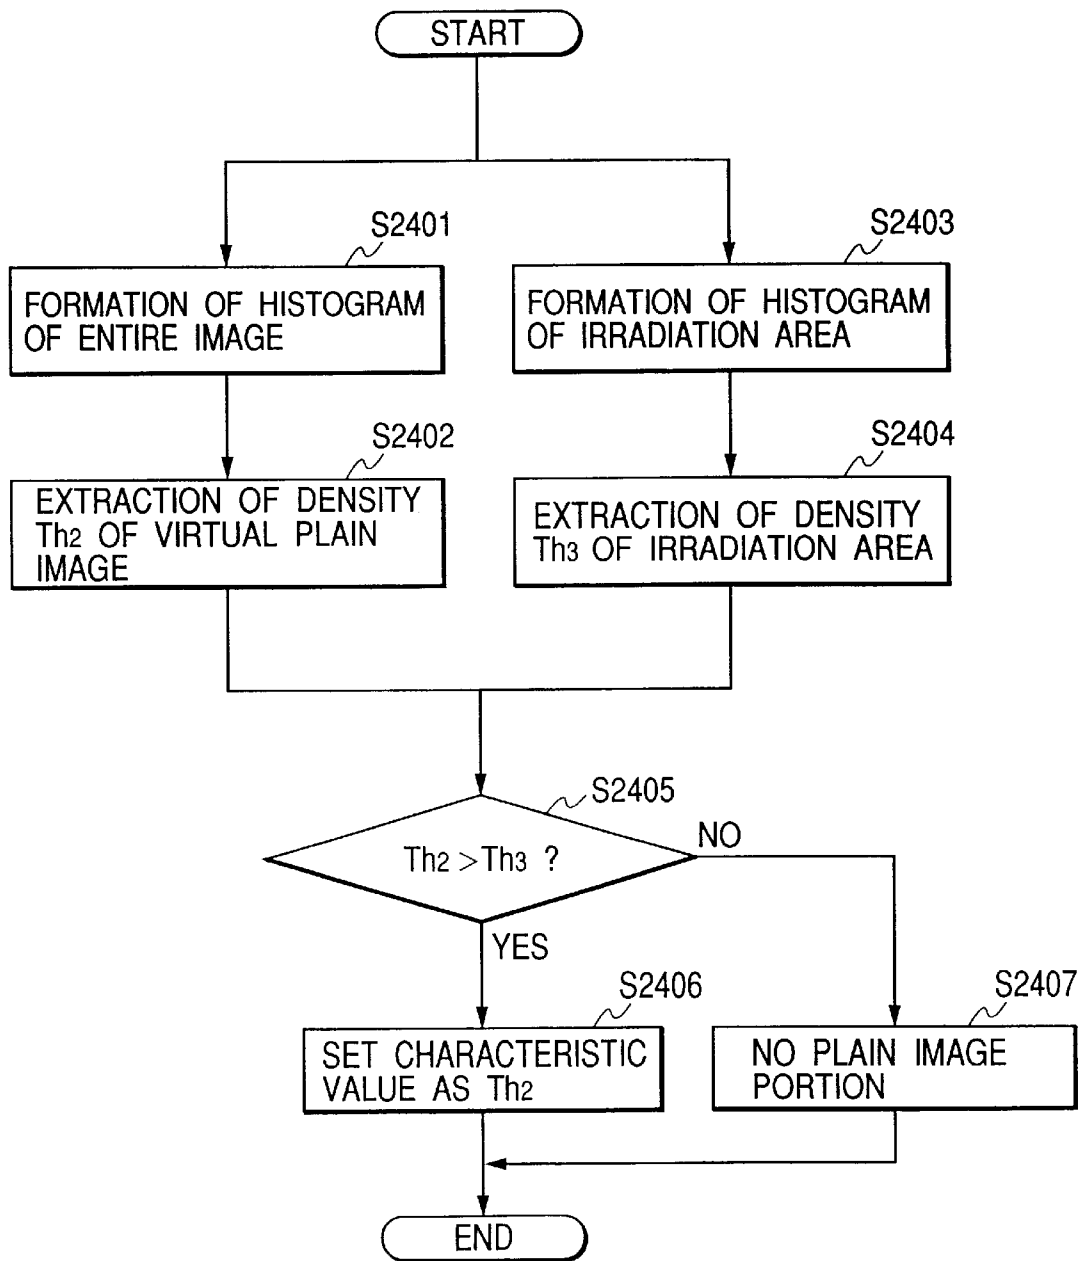 START
S2401
FORMATION OF HISTOGRAM
OF ENTIRE IMAGE
S2403
FORMATION OF HISTOGRAM
OF IRRADIATION AREA
S2402
EXTRACTION OF DENSITY
Th2 OF VIRTUAL PLAIN
IMAGE
S2404
EXTRACTION OF DENSITY
Th3 OF IRRADIATION AREA
S2405
Th2 >Th3 ?
NO
YES
S2406
SET CHARACTERISTIC
VALUE AS Th2
S2407
NO PLAIN IMAGE
PORTION
END